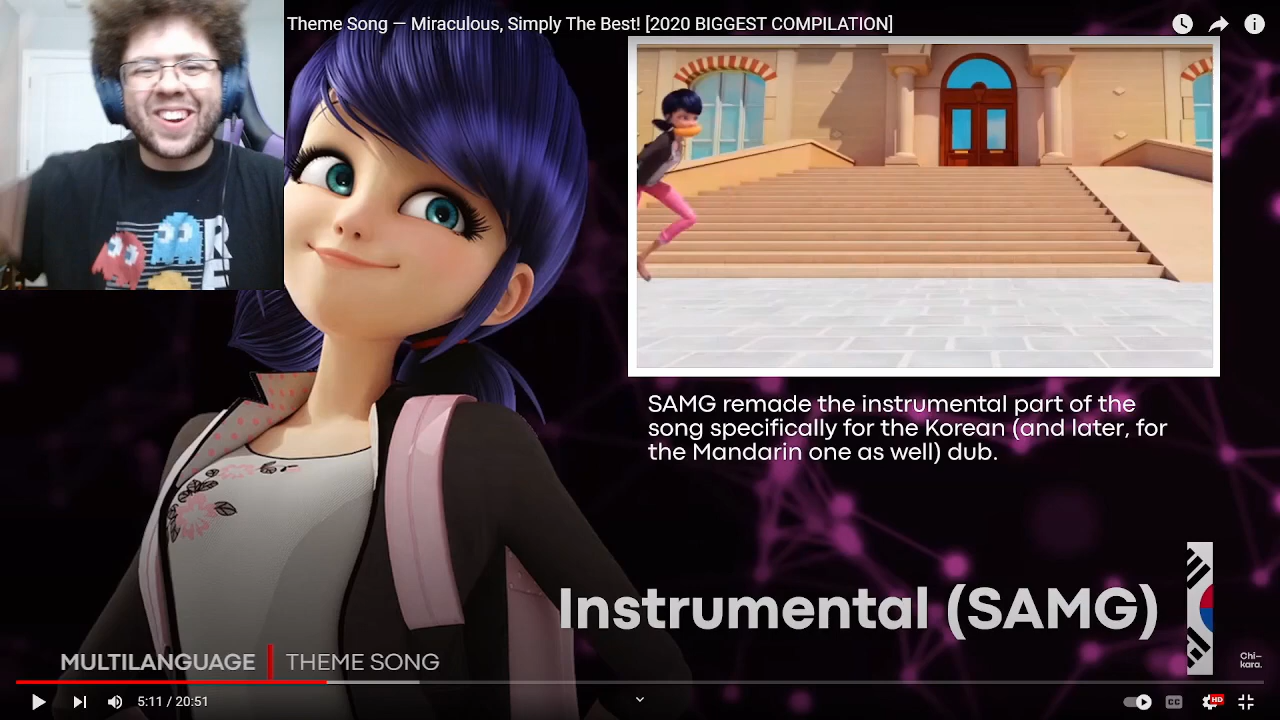 Theme Song — Miraculous, Simply The Best! [2020 BIGGEST COMPILATION]
SAMG remade the instrumental part of the
song specifically for the Korean (and later, for
the Mandarin one as well) dub.
Instrumental (SAMG)
MULTILANGUAGE THEME SONG
Chi–
kara.
5:11 / 20:51
CC
HD